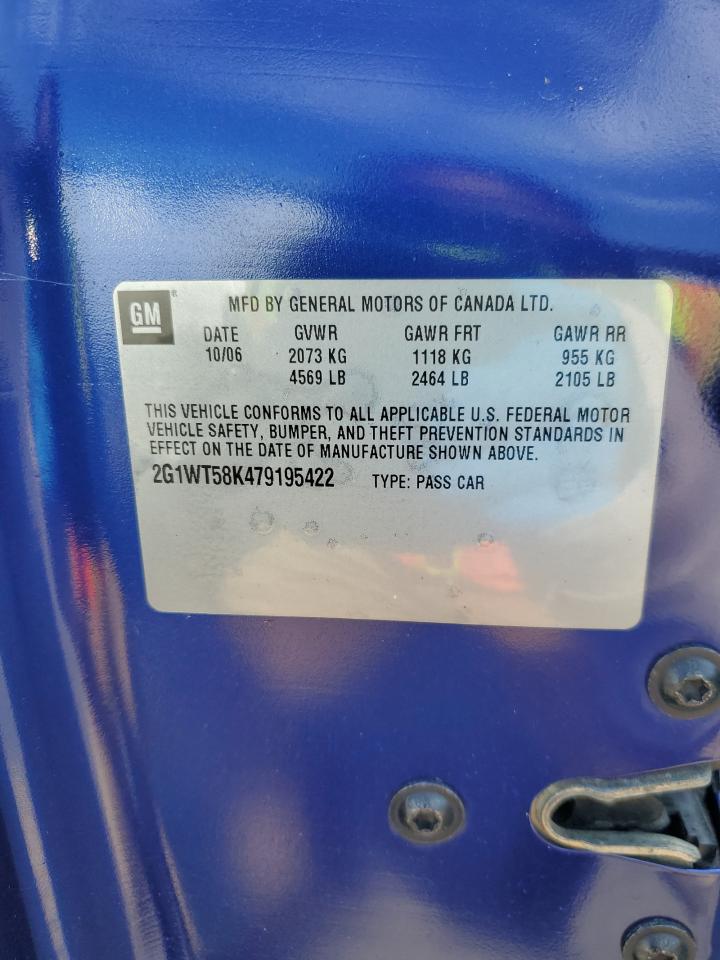 GM ® MFD BY GENERAL MOTORS OF CANADA LTD.
DATE GVWR GAWR FRT GAWR RR
10/06 2073 KG 1118 KG 955 KG
4569 LB 2464 LB 2105 LB
THIS VEHICLE CONFORMS TO ALL APPLICABLE U.S. FEDERAL MOTOR
VEHICLE SAFETY, BUMPER, AND THEFT PREVENTION STANDARDS IN
EFFECT ON THE DATE OF MANUFACTURE SHOWN ABOVE.
2G1WT58K479195422 TYPE: PASS CAR